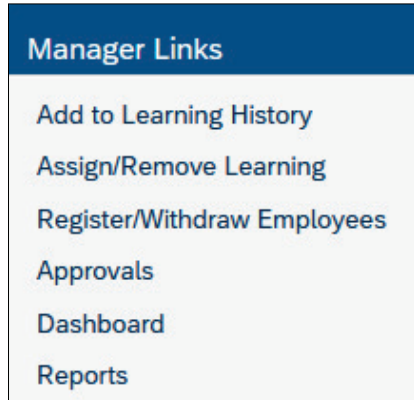 Manager Links
Add to Learning History
Assign/Remove Learning
Register/Withdraw Employees
Approvals
Dashboard
Reports